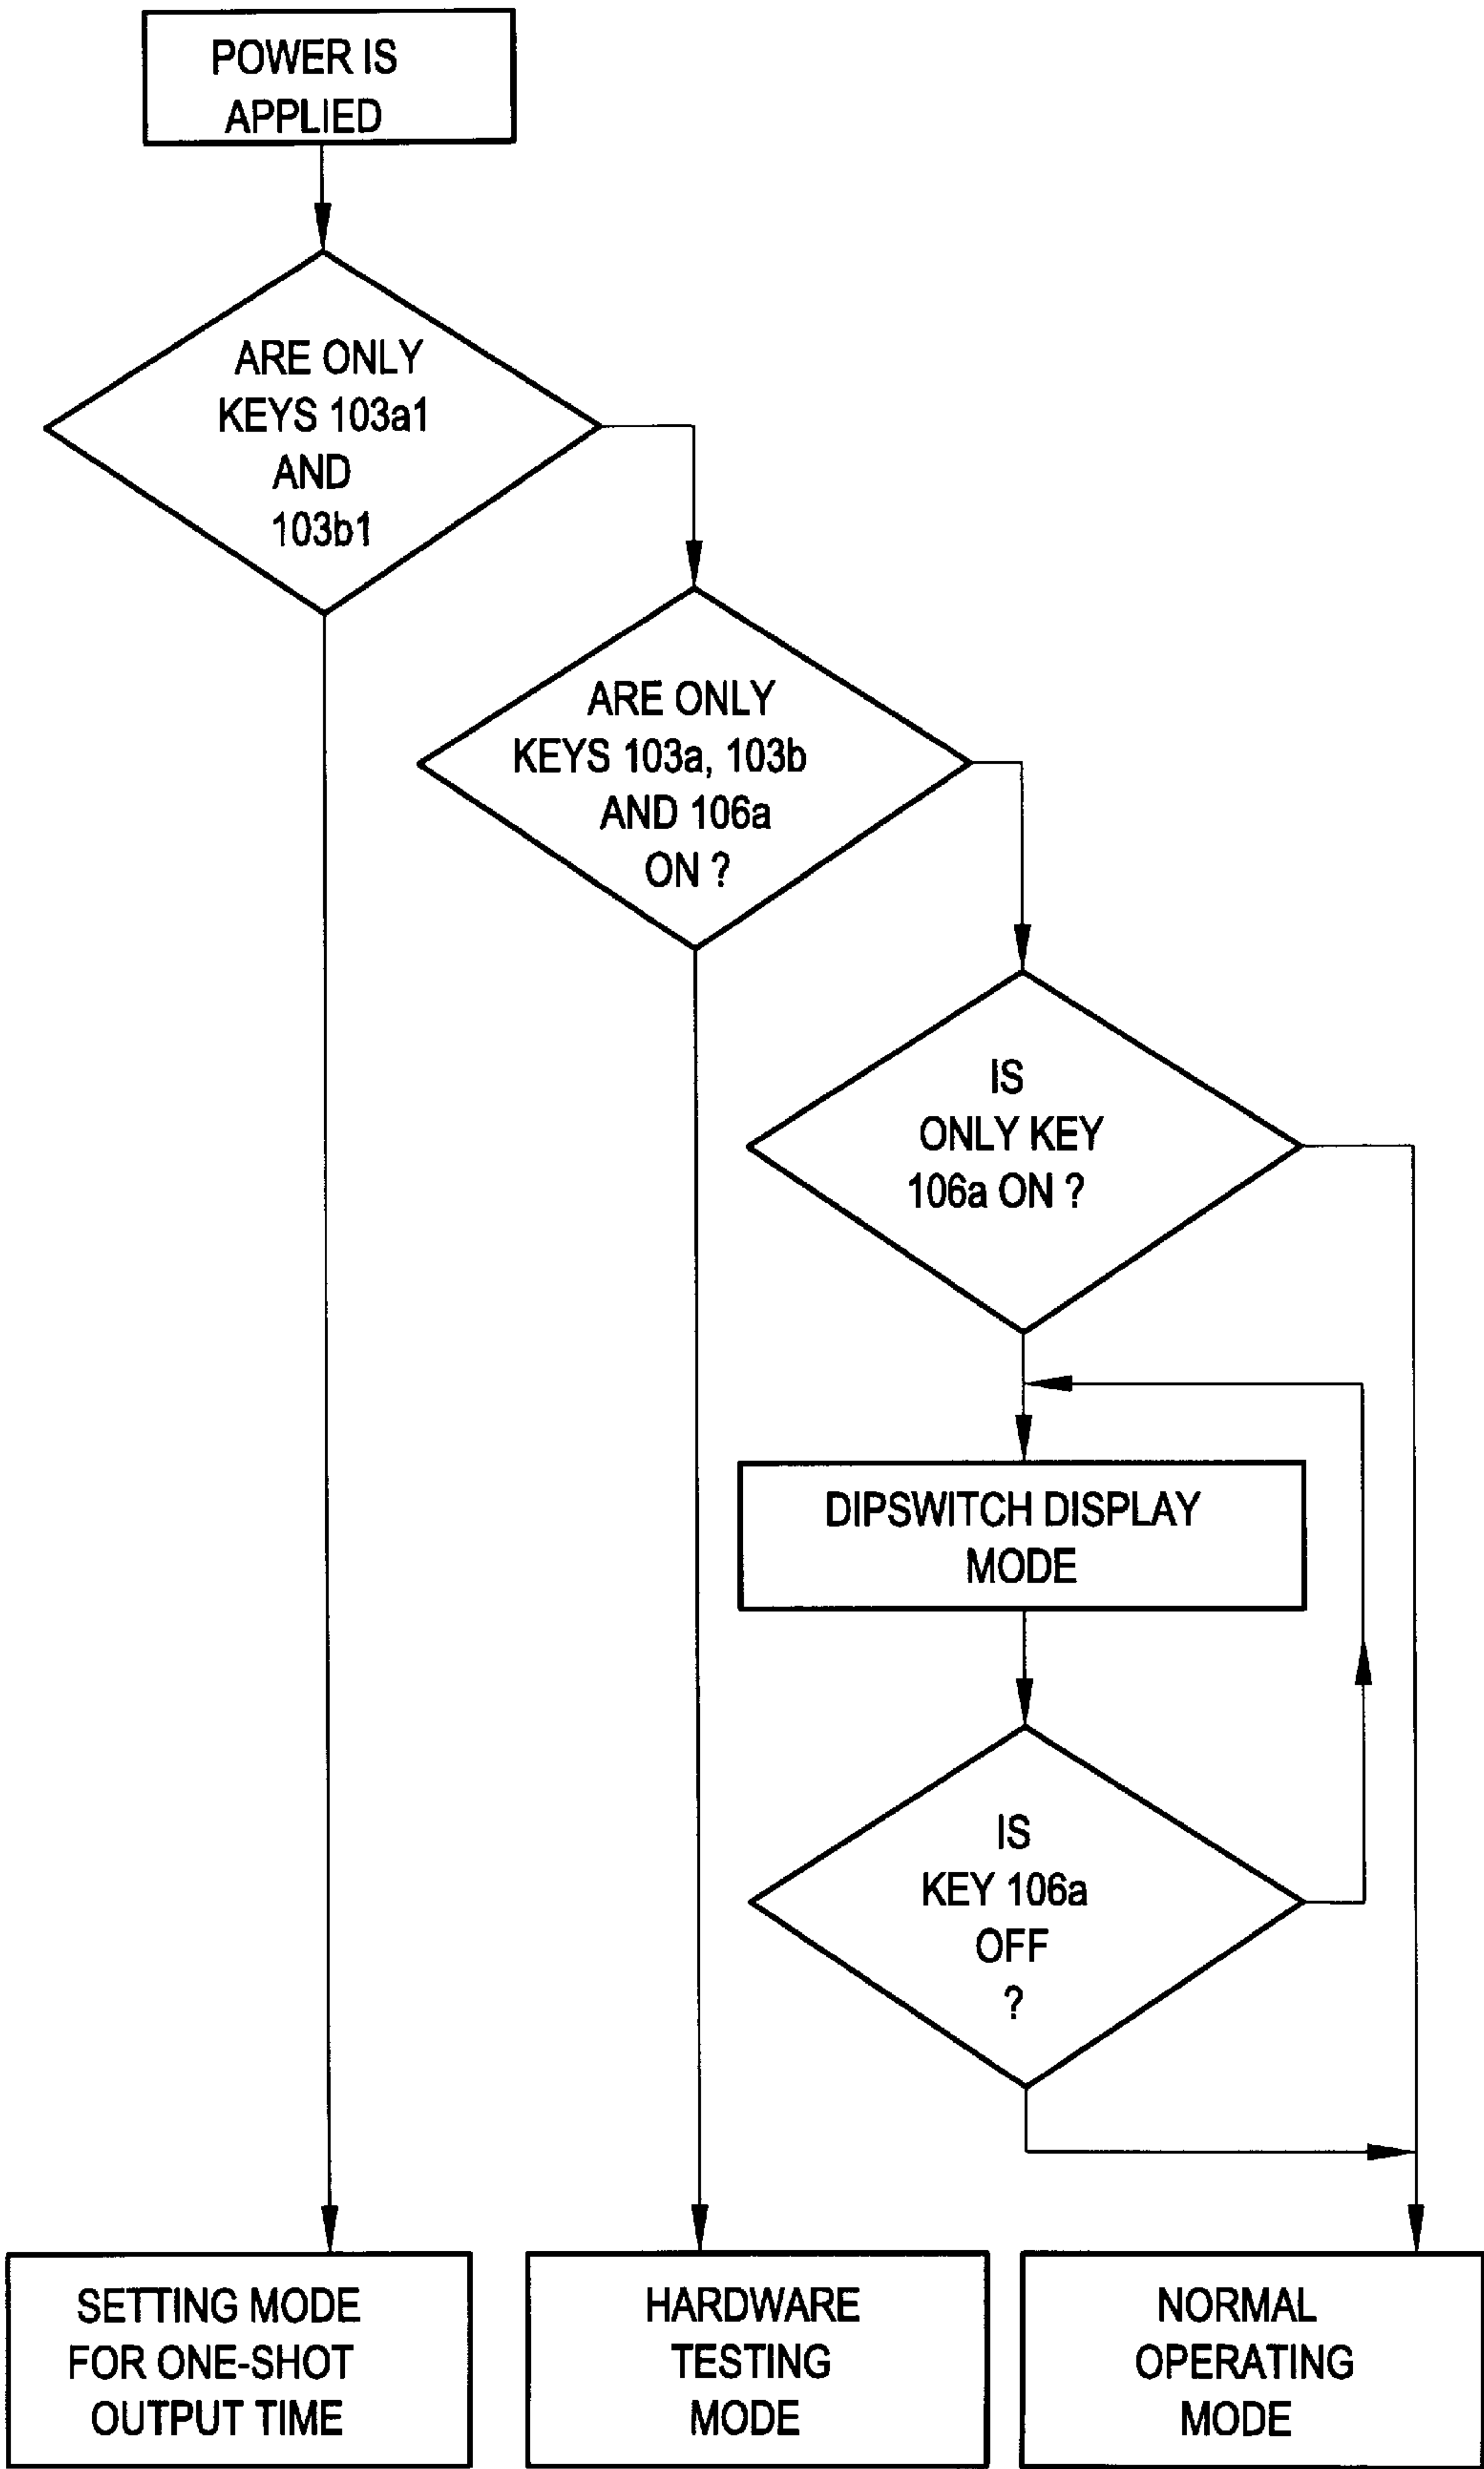 POWER IS
APPLIED
ARE ONLY
KEYS 103a1
AND
103b1
ARE ONLY
KEYS 103a, 103b
AND 106a
ON ?
IS
ONLY KEY
106a ON ?
DIPSWITCH DISPLAY
MODE
IS
KEY 106a
OFF
?
SETTING MODE
FOR ONE-SHOT
OUTPUT TIME
HARDWARE
TESTING
MODE
NORMAL
OPERATING
MODE